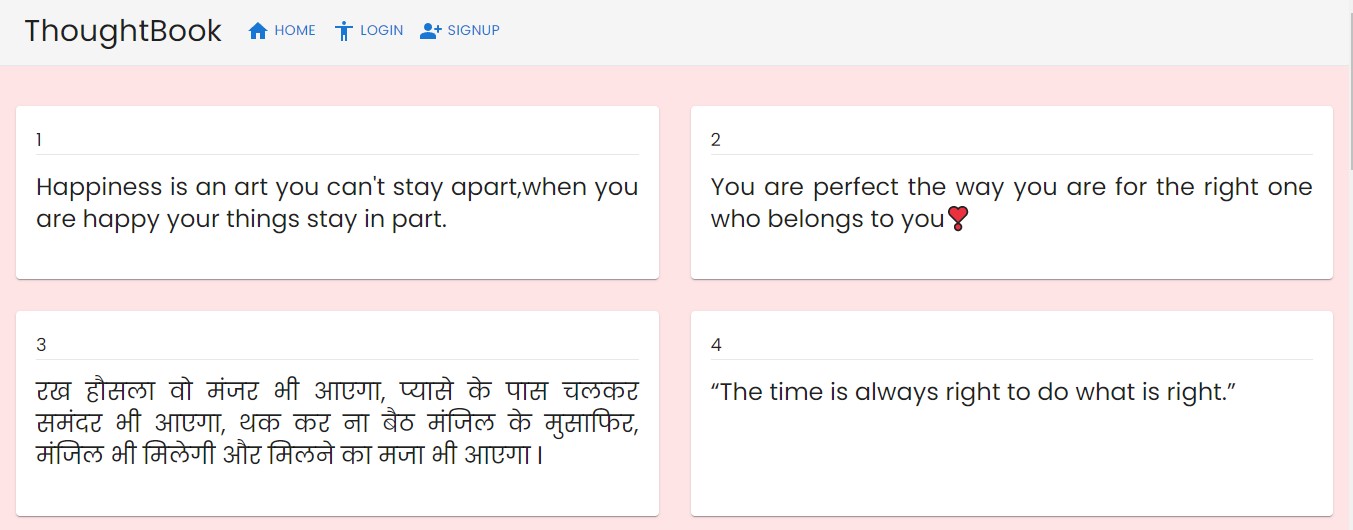 ThoughtBook HOME LOGIN SIGNUP
1
Happiness is an art you can't stay apart,when you
are happy your things stay in part.
2
You are perfect the way you are for the right one
who belongs to you❣
3
रख हौसला वो मंजर भी आएगा, प्यासे के पास चलकर
समंदर भी आएगा, थक कर ना बैठ मंजिल के मुसाफिर,
मंजिल भी मिलेगी और मिलने का मजा भी आएगा।
4
“The time is always right to do what is right.”